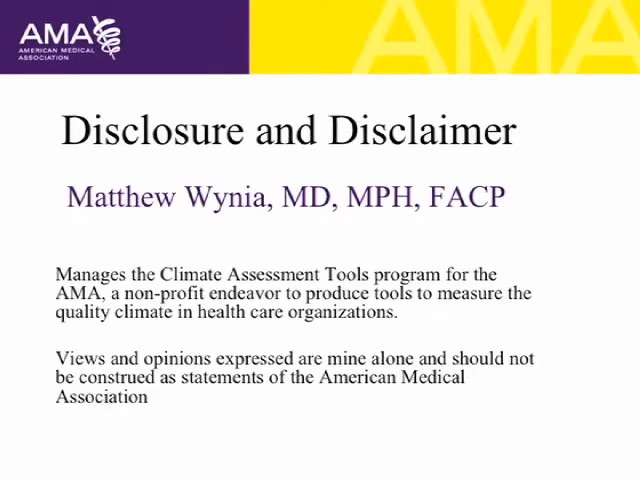 AMA
AMERICAN MEDICAL
ASSOCIATION
AMA
Disclosure and Disclaimer
Matthew Wynia, MD, MPH, FACP
Manages the Climate Assessment Tools program for the
AMA, a non-profit endeavor to produce tools to measure the
quality climate in health care organizations.
Views and opinions expressed are mine alone and should not
be construed as statements of the American Medical
Association